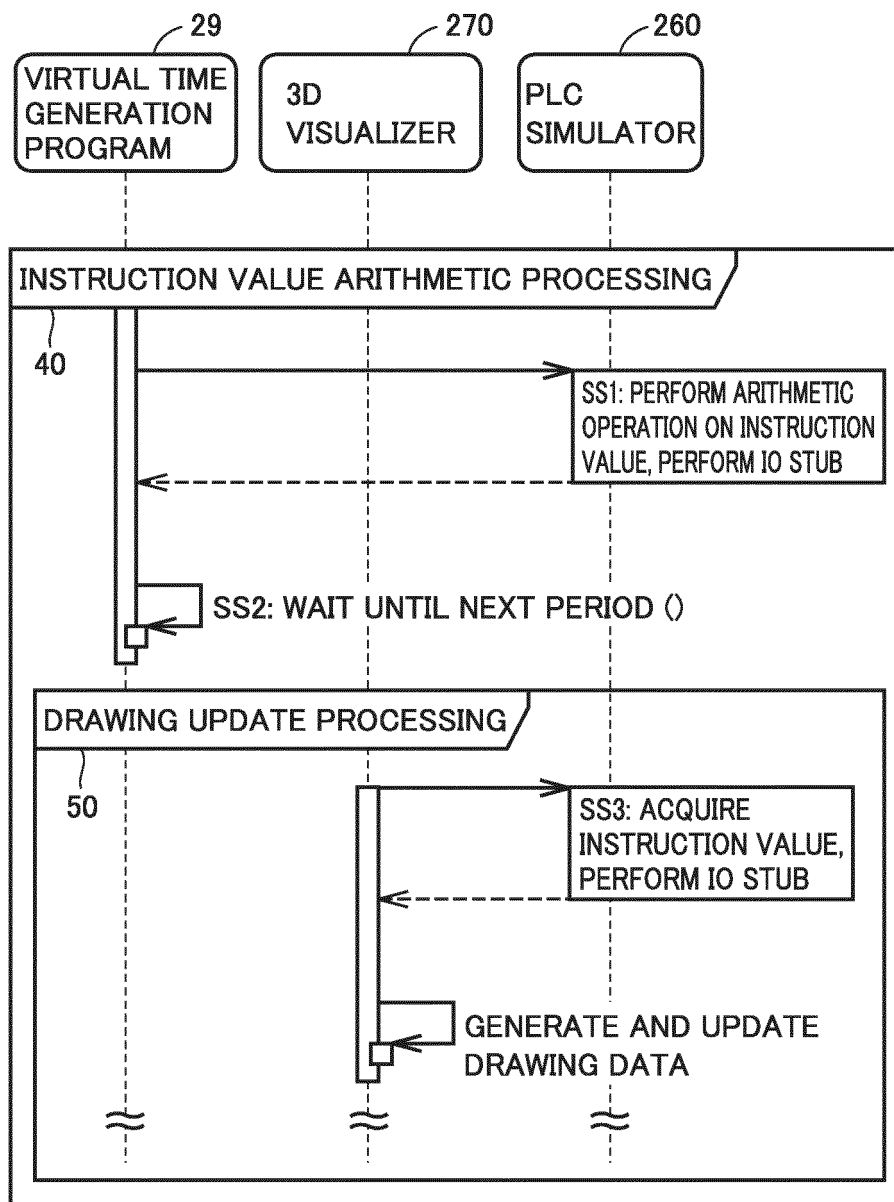 29
270
260
VIRTUAL TIME
GENERATION
PROGRAM
3D
VISUALIZER
PLC
SIMULATOR
INSTRUCTION VALUE ARITHMETIC PROCESSING
40
SS1: PERFORM ARITHMETIC
OPERATION ON INSTRUCTION
VALUE, PERFORM IO STUB
SS2: WAIT UNTIL NEXT PERIOD ()
DRAWING UPDATE PROCESSING
50
SS3: ACQUIRE
INSTRUCTION VALUE,
PERFORM IO STUB
GENERATE AND UPDATE
DRAWING DATA